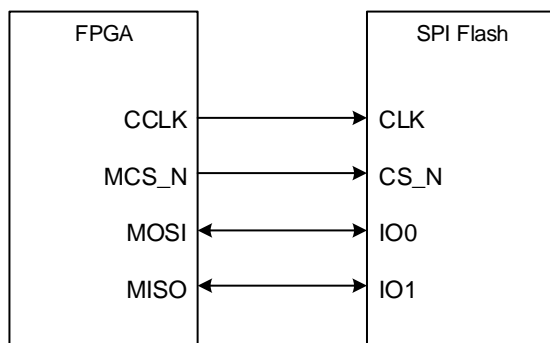 FPGA
SPI Flash
CCLK
CLK
MCS_N
CS_N
MOSI
IO0
MISO
IO1